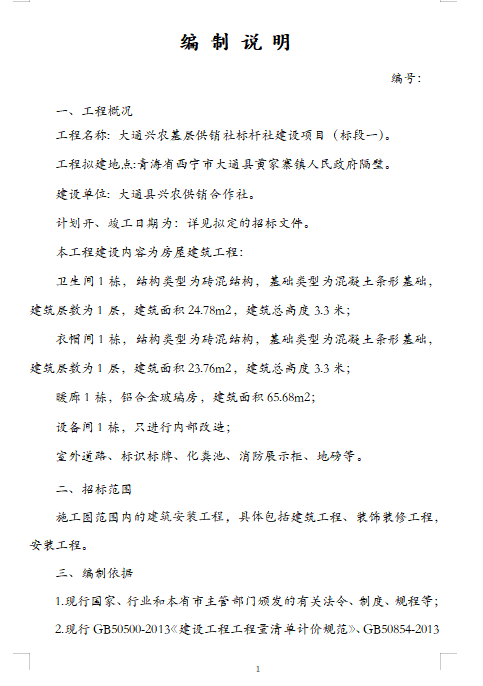 编 制 说 明
编号：
一、工程概况
工程名称：大通兴农基层供销社标杆社建设项目（标段一）。
工程拟建地点:青海省西宁市大通县黄家寨镇人民政府隔壁。
建设单位：大通县兴农供销合作社。
计划开、竣工日期为：详见拟定的招标文件。
本工程建设内容为房屋建筑工程：
卫生间 1 栋，结构类型为砖混结构，基础类型为混凝土条形基础，
建筑层数为 1 层，建筑面积 24.78m2，建筑总高度 3.3 米；
衣帽间 1 栋，结构类型为砖混结构，基础类型为混凝土条形基础，
建筑层数为 1 层，建筑面积 23.76m2，建筑总高度 3.3 米；
暖廊 1 栋，铝合金玻璃房，建筑面积 65.68m2；
设备间 1 栋，只进行内部改造；
室外道路、标识标牌、化粪池、消防展示柜、地磅等。
二、招标范围
施工图范围内的建筑安装工程，具体包括建筑工程、装饰装修工程，
安装工程。
三、编制依据
1.现行国家、行业和本省市主管部门颁发的有关法令、制度、规程等；
2.现行 GB50500-2013《建设工程工程量清单计价规范》、GB50854-2013
1